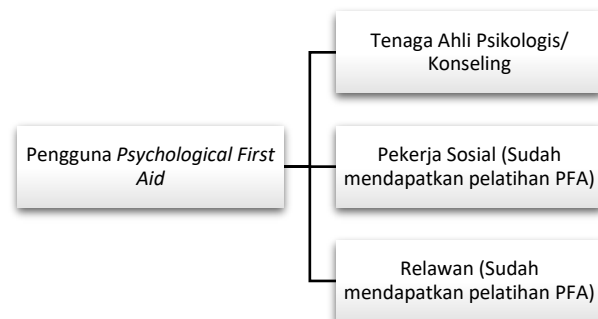 Tenaga Ahli Psikologis/
Konseling
Pengguna Psychological First
Aid
Pekerja Sosial (Sudah
mendapatkan pelatihan PFA)
Relawan (Sudah
mendapatkan pelatihan PFA)